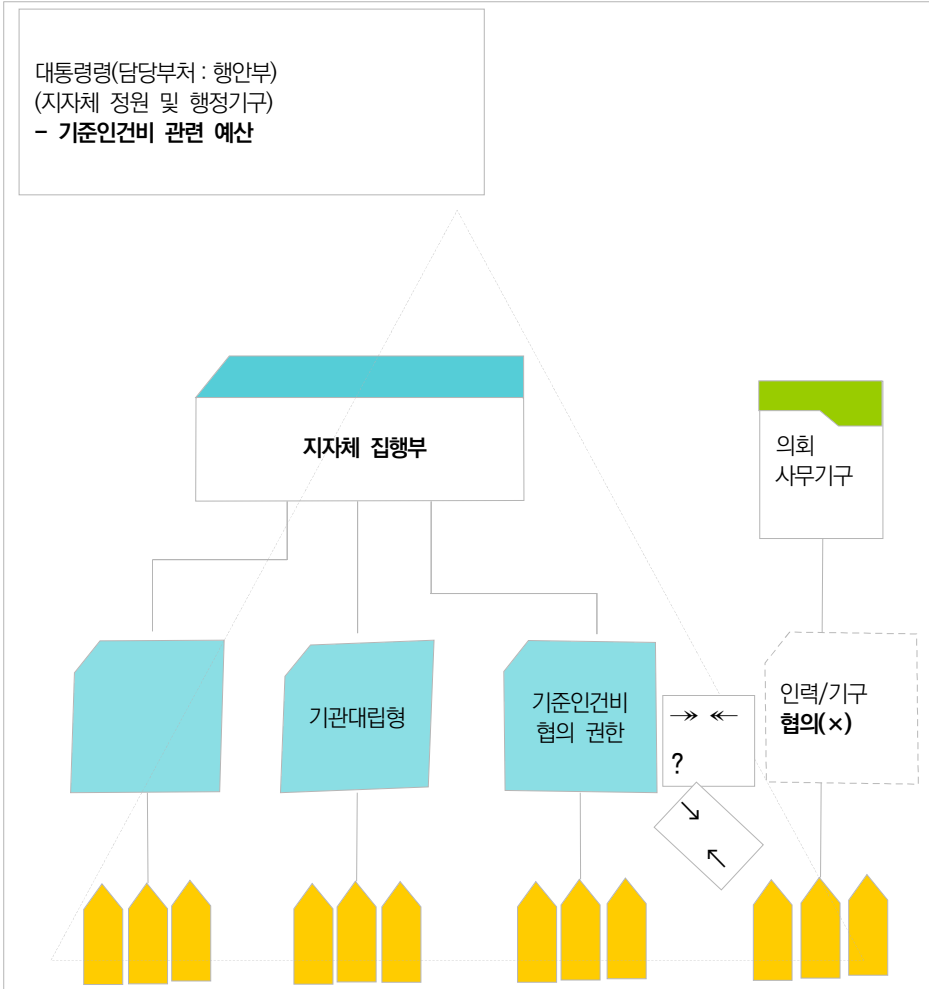 대통령령(담당부처 : 행안부)
(지자체 정원 및 행정기구)
- 기준인건비 관련 예산
지자체 집행부
의회
사무기구
기관대립형
기준인건비
협의 권한
?
인력/기구
협의(×)